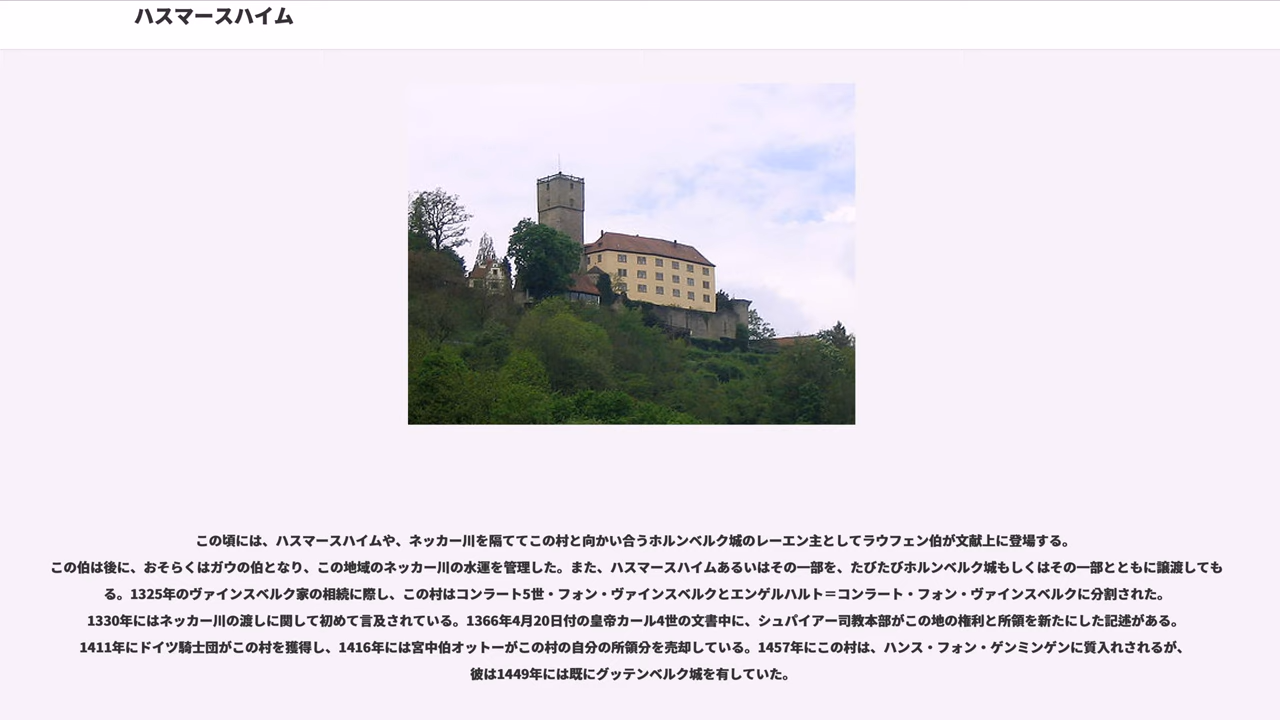 ハスマースハイム
この頃には、ハスマースハイムや、ネッカー川を隔ててこの村と向かい合うホルンベルク城のレーエン主としてラウフェン伯が文献上に登場する。
この伯は後に、おそらくはガウの伯となり、この地域のネッカー川の水運を管理した。また、ハスマースハイムあるいはその一部を、たびたびホルンベルク城もしくはその一部とともに譲渡しても
る。1325年のヴァインスベルク家の相続に際し、この村はコンラート5世・フォン・ヴァインスベルクとエンゲルハルト＝コンラート・フォン・ヴァインスベルクに分割された。
1330年にはネッカー川の渡しに関して初めて言及されている。1366年4月20日付の皇帝カール4世の文書中に、シュパイアー司教本部がこの地の権利と所領を新たにした記述がある。
1411年にドイツ騎士団がこの村を獲得し、1416年には宮中伯オットーがこの村の自分の所領分を売却している。1457年にこの村は、ハンス・フォン・ゲンミンゲンに質入れされるが、
彼は1449年には既にグッテンベルク城を有していた。